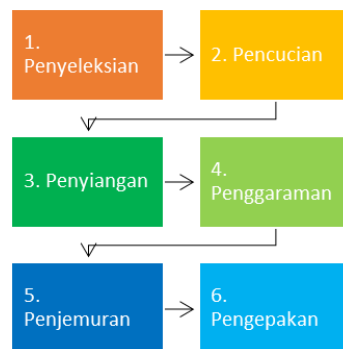 1.
Penyeleksian
2. Pencucian
3. Penyiangan
4.
Penggaraman
5.
Penjemuran
6.
Pengepakan